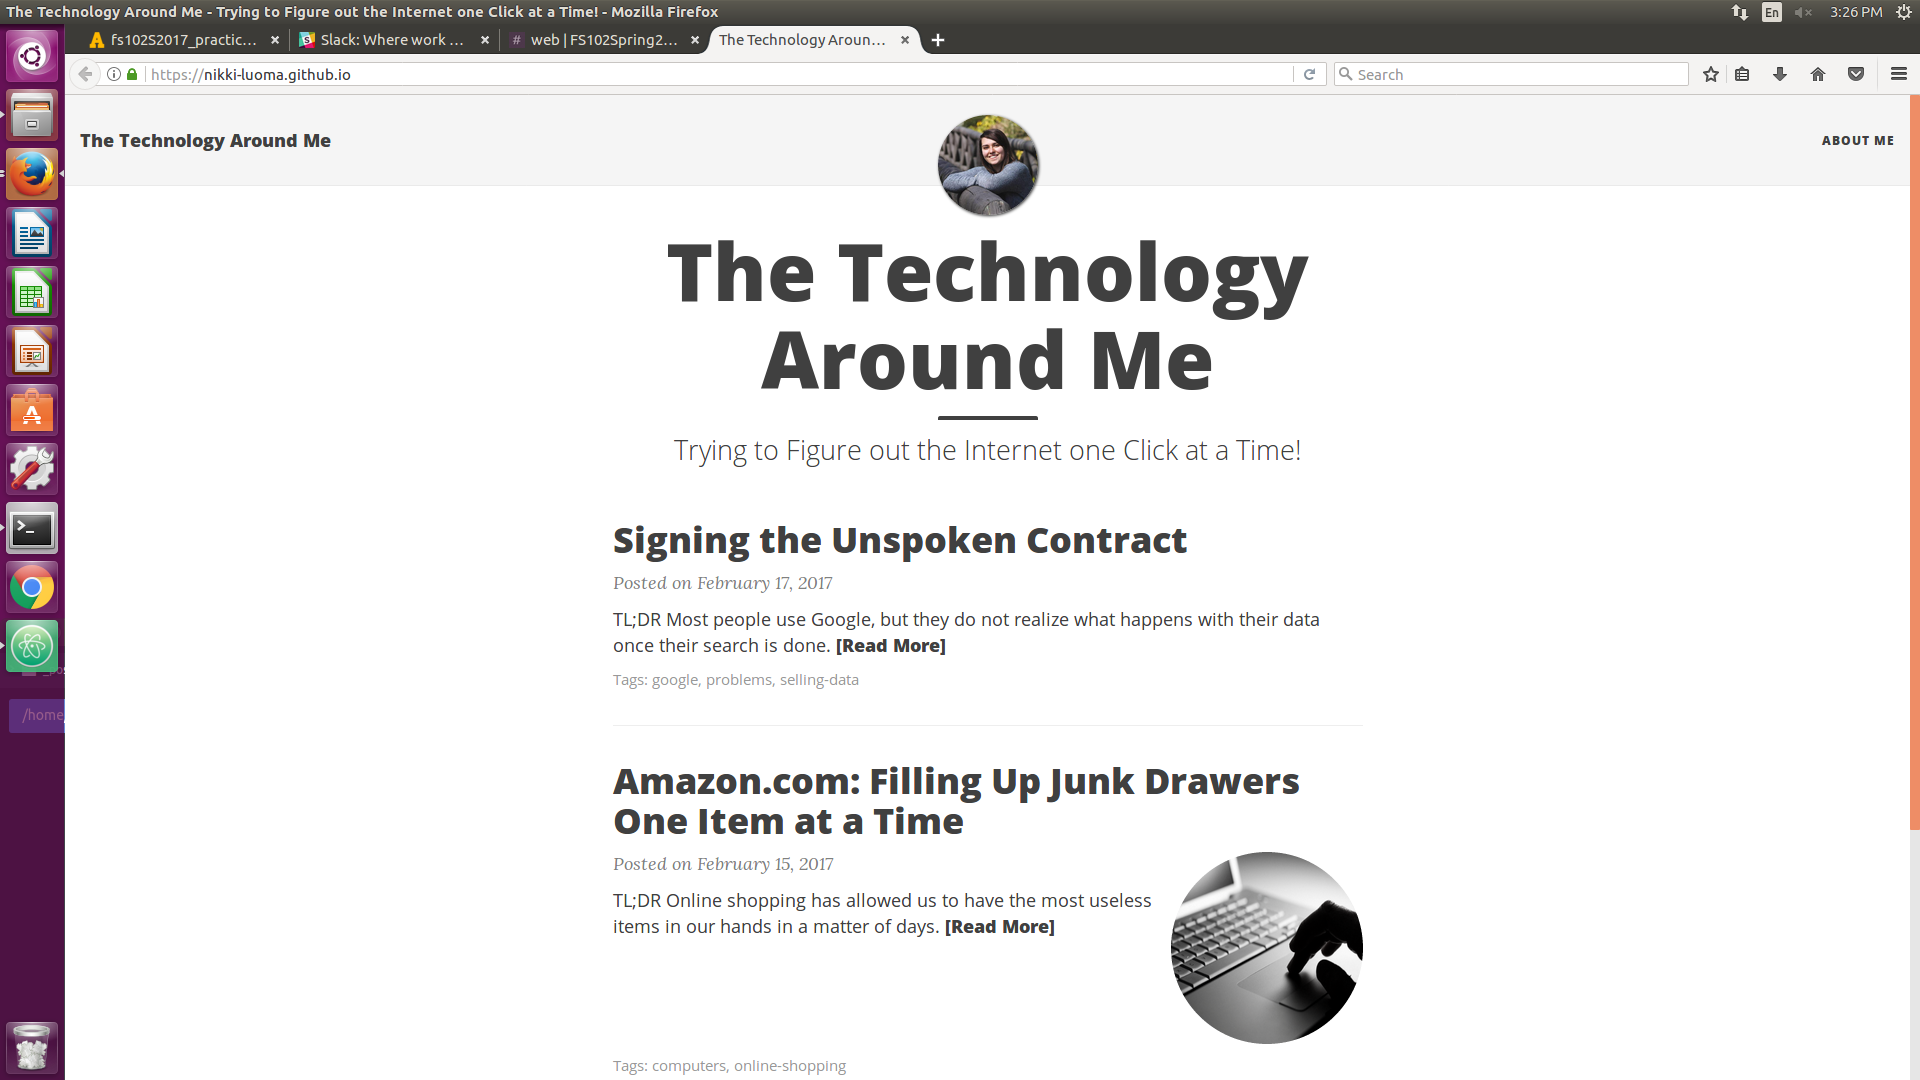 The Technology Around Me - Trying to Figure out the Internet one Click at a Time! - Mozilla Firefox
En
3:26 PM
fs102S2017_practic...
Slack: Where work ...
# web | FS102Spring2...
The Technology Aroun...
https://nikki-luoma.github.io
Search
The Technology Around Me
ABOUT ME
The Technology
Around Me
Trying to Figure out the Internet one Click at a Time!
Signing the Unspoken Contract
Posted on February 17, 2017
TL;DR Most people use Google, but they do not realize what happens with their data
once their search is done. [Read More]
Tags: google, problems, selling-data
/home/
Amazon.com: Filling Up Junk Drawers
One Item at a Time
Posted on February 15, 2017
TL;DR Online shopping has allowed us to have the most useless
items in our hands in a matter of days. [Read More]
Tags: computers, online-shopping